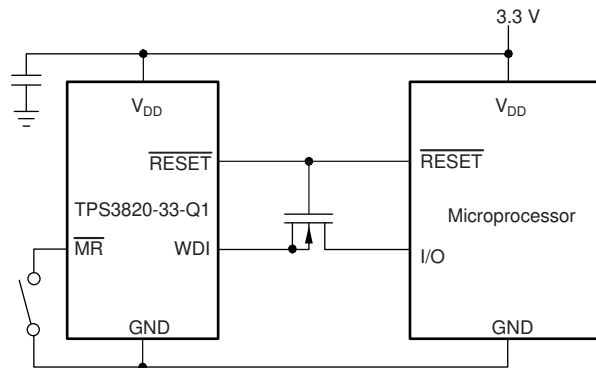 3.3 V
VDD
VDD
RESET
RESET
TPS3820-33-Q1
Microprocessor
MR
WDI
I/O
GND
GND